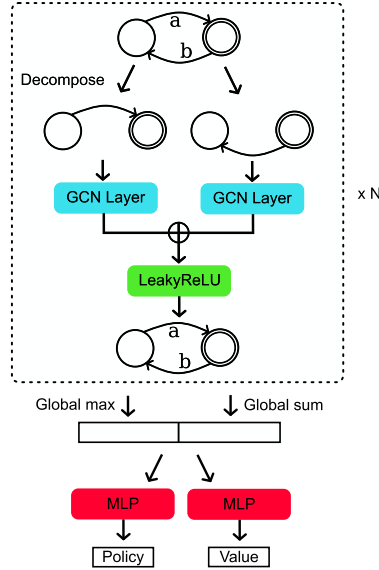 a
b
Decompose
GCN Layer GCN Layer
x N
LeakyReLU
a
b
Global max Global sum
MLP MLP
Policy Value